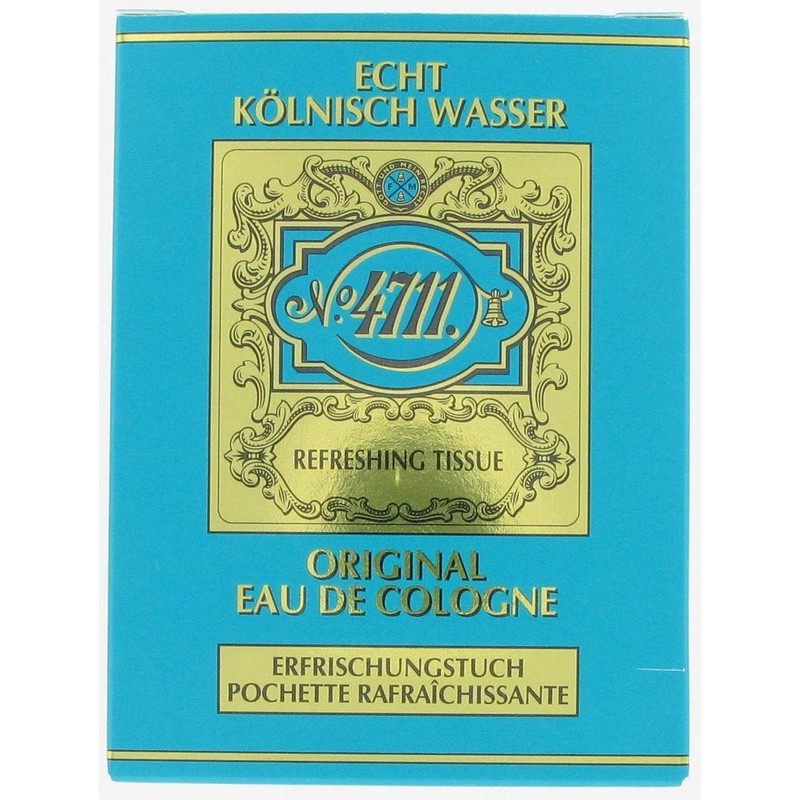 ECHT
KÖLNISCH WASSER
F M
No. 4711.
REFRESHING TISSUE
ORIGINAL
EAU DE COLOGNE
ERFRISCHUNGSTUCH
POCHETTE RAFRAÎCHISSANTE